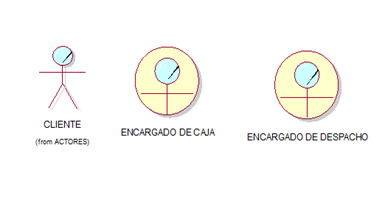 CLIENTE
(from ACTORES)
ENCARGADO DE CAJA
ENCARGADO DE DESPACHO